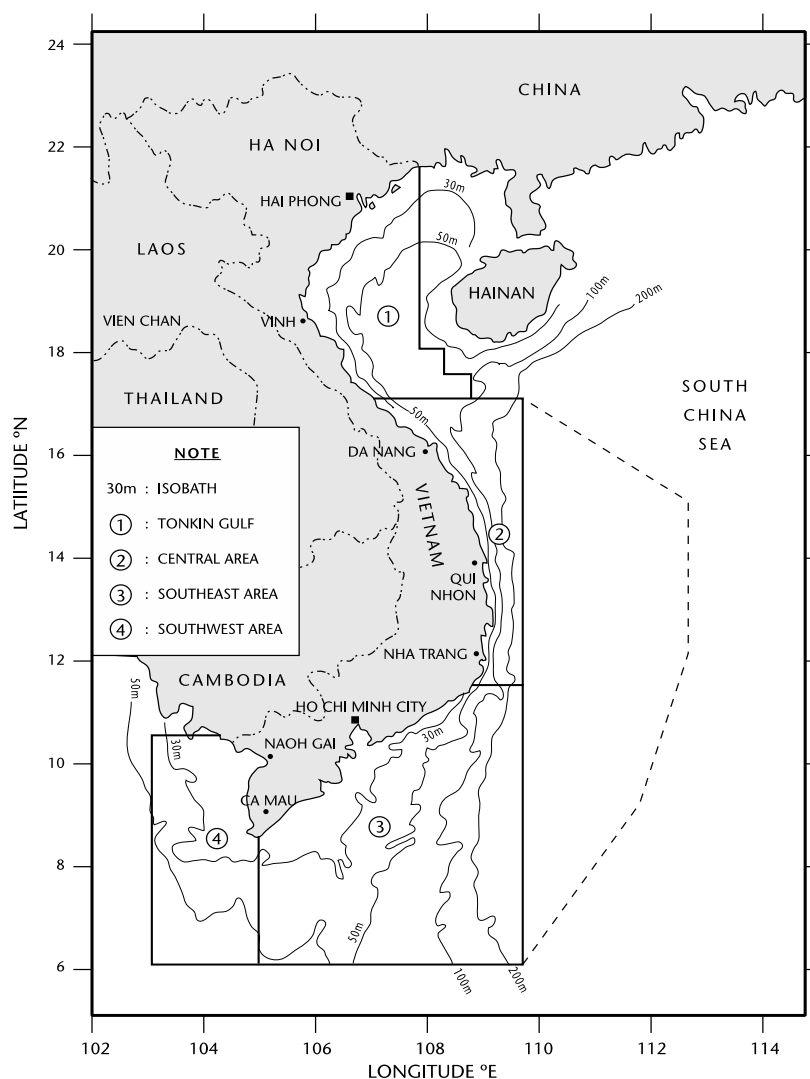 24
22
20
18
16
14
12
10
8
6
LATIITUDE ºN
102
104
106
108
110
112
114
LONGITUDE ºE
CHINA
HA NOI
HAI PHONG
LAOS
HAINAN
VIEN CHAN
VINH
THAILAND
SOUTH
CHINA
SEA
DA NANG
VIETNAM
QUI
NHON
NHA TRANG
CAMBODIA
HO CHI MINH CITY
NAOH GAI
CA MAU
NOTE
30m : ISOBATH
1 : TONKIN GULF
2 : CENTRAL AREA
3 : SOUTHEAST AREA
4 : SOUTHWEST AREA
30m
50m
100m
200m
1
50m
2
50m
30m
30m
3
4
50m
100m
200m